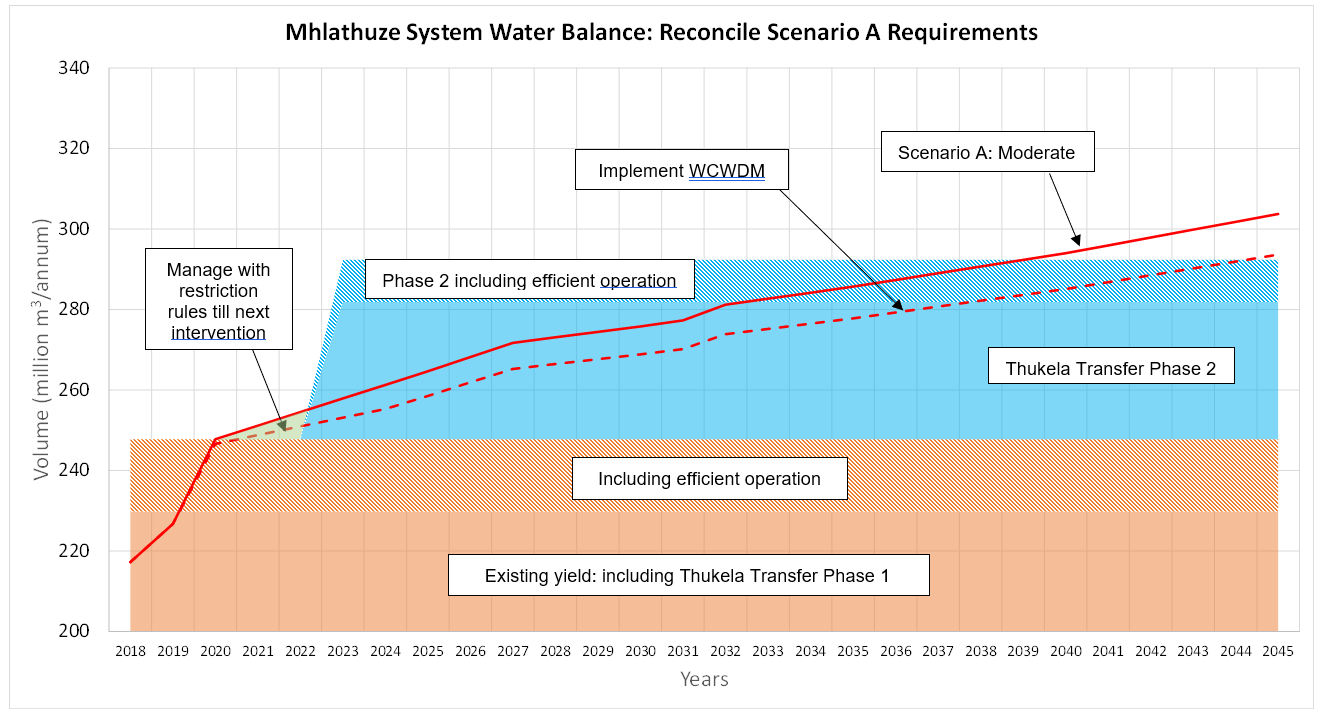 Mhlathuze System Water Balance: Reconcile Scenario A Requirements
340
320
300
280
260
240
220
200
Volume (million m³/annum)
Scenario A: Moderate
Implement WCWDM
Manage with
restriction
rules till next
intervention
Phase 2 including efficient operation
Thukela Transfer Phase 2
Including efficient operation
Existing yield: including Thukela Transfer Phase 1
2018 2019 2020 2021 2022 2023 2024 2025 2026 2027 2028 2029 2030 2031 2032 2033 2034 2035 2036 2037 2038 2039 2040 2041 2042 2043 2044 2045
Years